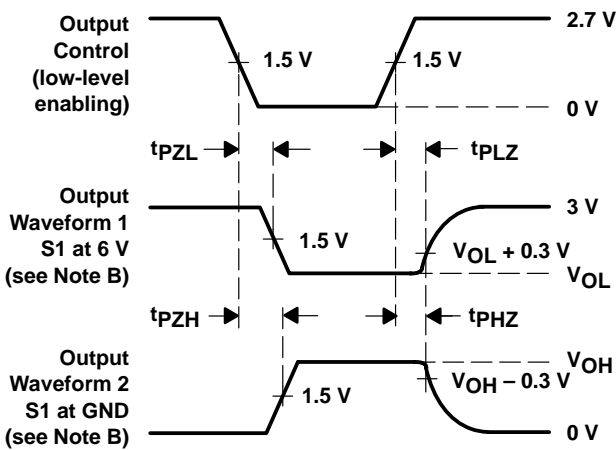 Output
Control
(low-level
enabling)
2.7 V
1.5 V
1.5 V
0 V
tPZL
tPLZ
Output
Waveform 1
S1 at 6 V
(see Note B)
3 V
1.5 V
VOL + 0.3 V
VOL
tPZH
tPHZ
Output
Waveform 2
S1 at GND
(see Note B)
VOH
1.5 V
VOH – 0.3 V
0 V